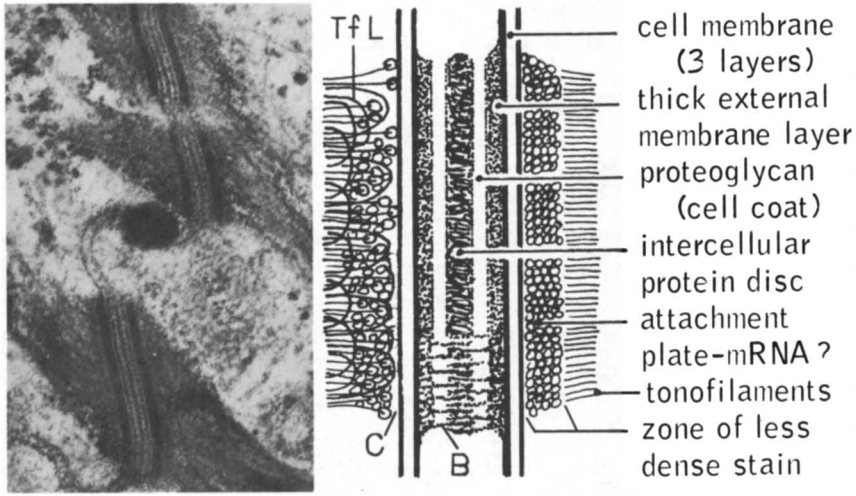 Tf L
cell membrane
(3 layers)
thick external
membrane layer
proteoglycan
(cell coat)
intercellular
protein disc
attachment
plate-mRNA ?
tonofilaments
zone of less
dense stain
C
B